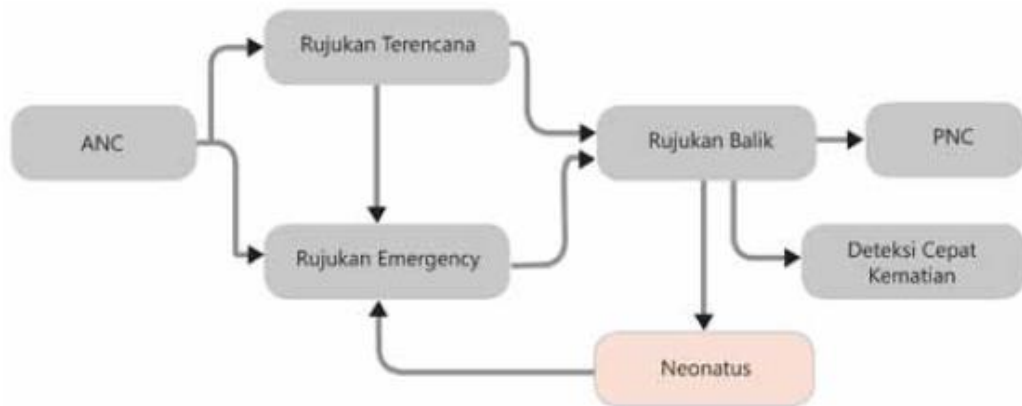 Rujukan Terencana
ANC
Rujukan Balik
PNC
Rujukan Emergency
Deteksi Cepat
Kematian
Neonatus